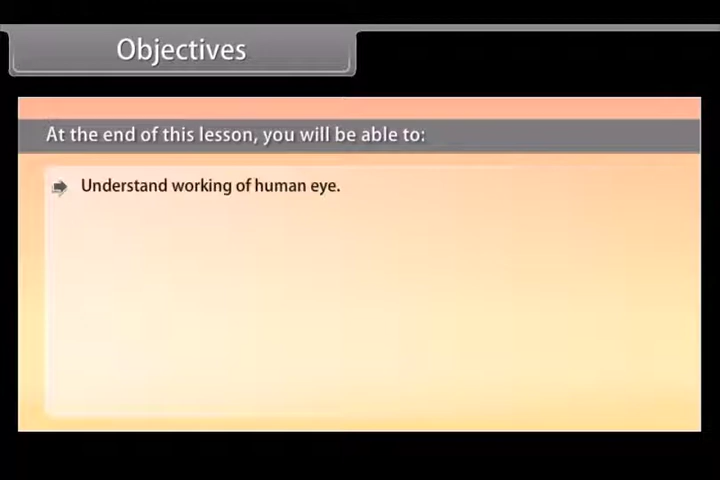 Objectives
At the end of this lesson, you will be able to:
Understand working of human eye.